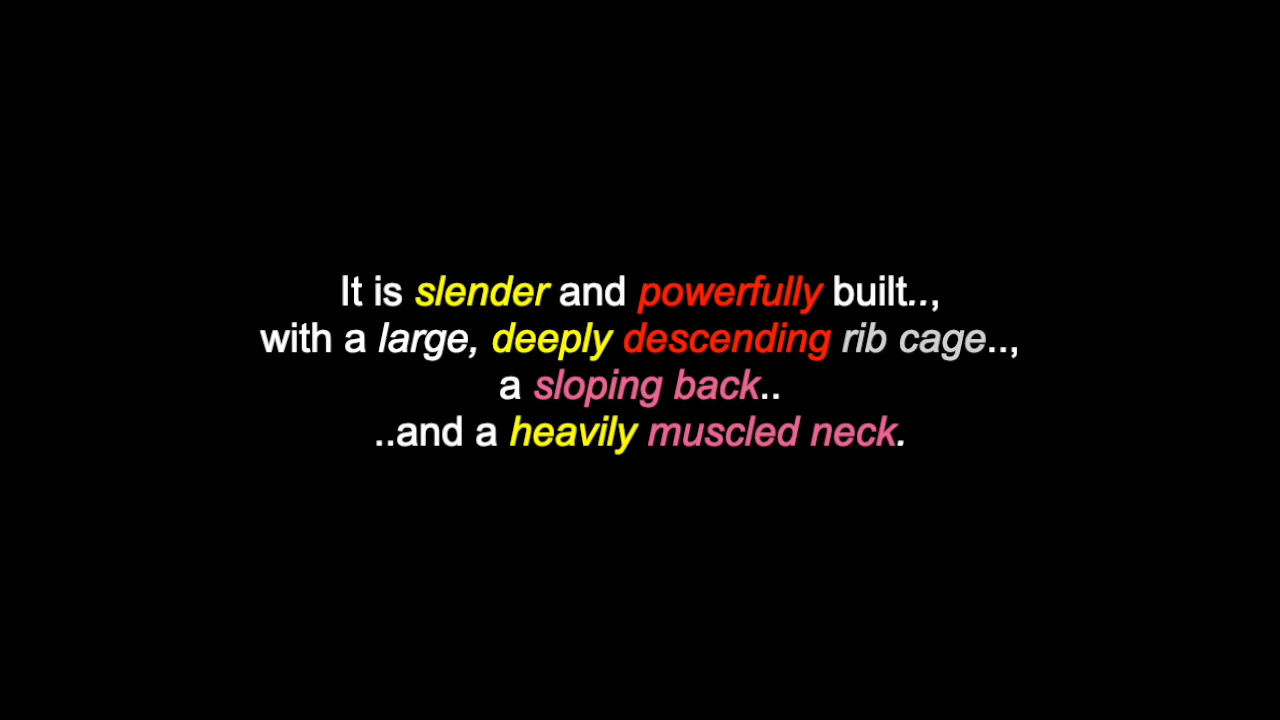 It is slender and powerfully built..,
with a large, deeply descending rib cage..,
a sloping back..
..and a heavily muscled neck.